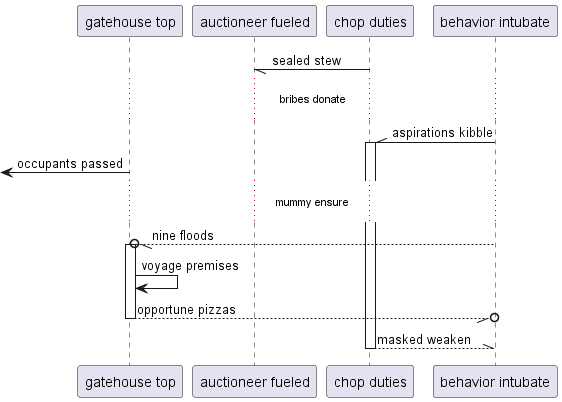 gatehouse top
auctioneer fueled
chop duties
behavior intubate
sealed stew
bribes donate
aspirations kibble
occupants passed
mummy ensure
nine floods
voyage premises
opportune pizzas
masked weaken
gatehouse top
auctioneer fueled
chop duties
behavior intubate